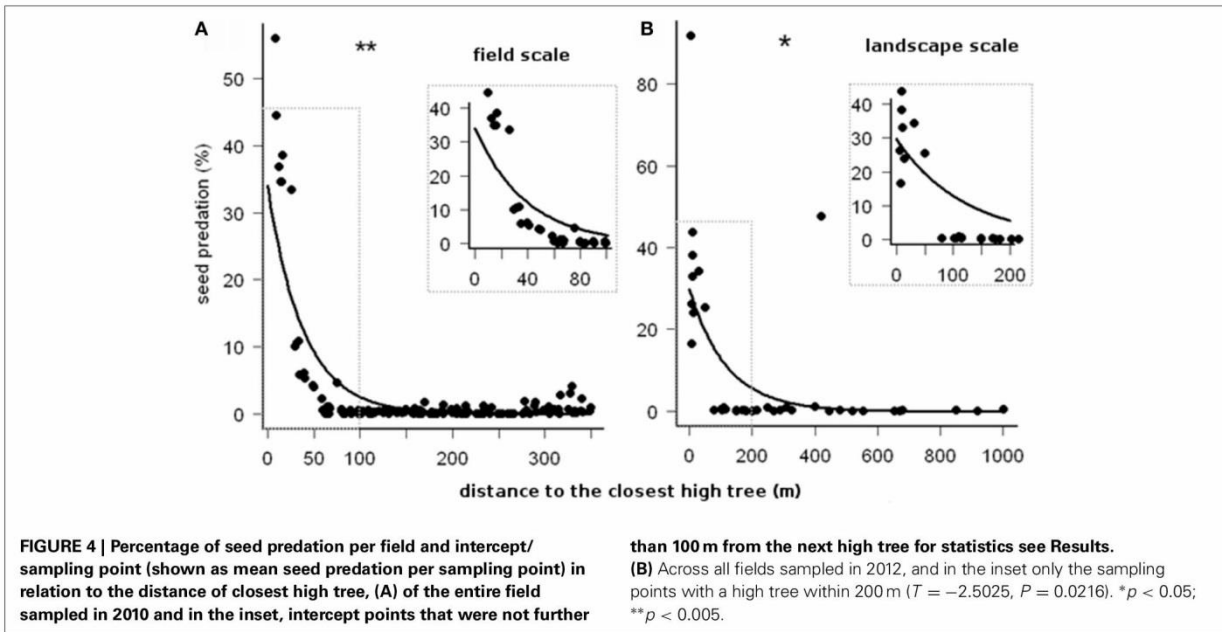 A
**
field scale
seed predation (%)
50
40
30
20
10
0
0
50
100
200
300
40
30
20
10
0
0
40
80
B
*
landscape scale
80
60
40
20
0
0
200
400
600
800
1000
40
30
20
10
0
0
100
200
distance to the closest high tree (m)
FIGURE 4 | Percentage of seed predation per field and intercept/
sampling point (shown as mean seed predation per sampling point) in
relation to the distance of closest high tree, (A) of the entire field
sampled in 2010 and in the inset, intercept points that were not further
than 100 m from the next high tree for statistics see Results.
(B) Across all fields sampled in 2012, and in the inset only the sampling
points with a high tree within 200 m (T = −2.5025, P = 0.0216). *p < 0.05;
**p < 0.005.